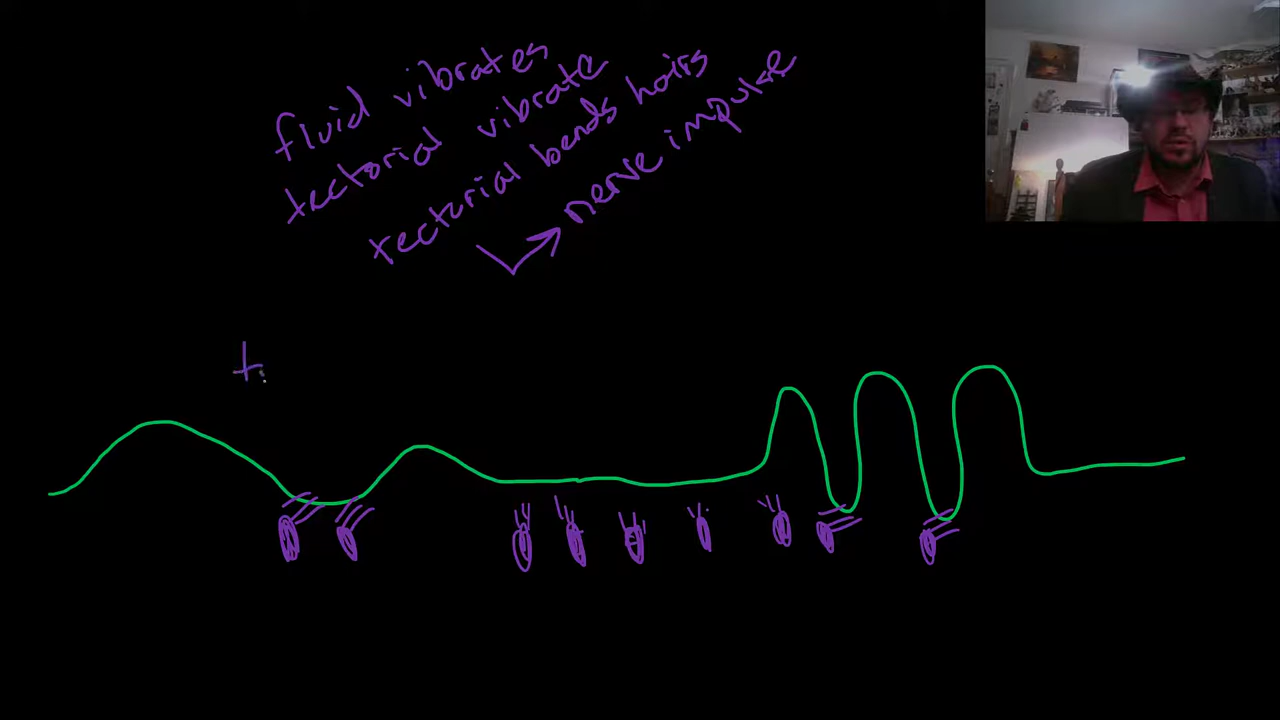 fluid vibrates
tectorial vibrate
tectorial bends hairs
nerve impulse
t